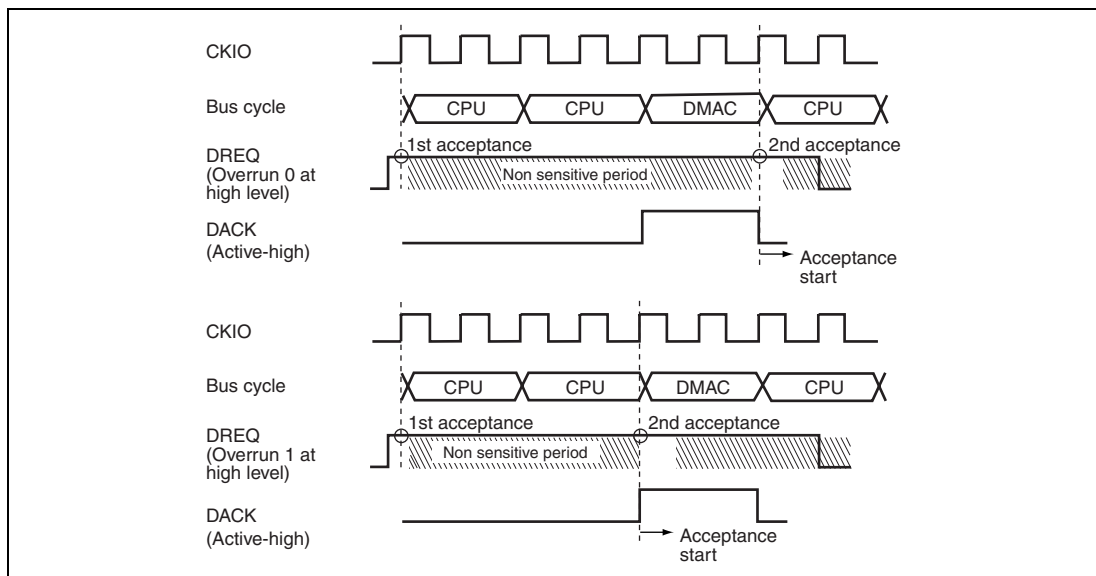 CKIO
Bus cycle
CPU CPU DMAC CPU
1st acceptance 2nd acceptance
DREQ
(Overrun 0 at
high level)
Non sensitive period
DACK
(Active-high)
Acceptance
start
CKIO
Bus cycle
CPU CPU DMAC CPU
1st acceptance 2nd acceptance
DREQ
(Overrun 1 at
high level)
Non sensitive period
DACK
(Active-high)
Acceptance
start